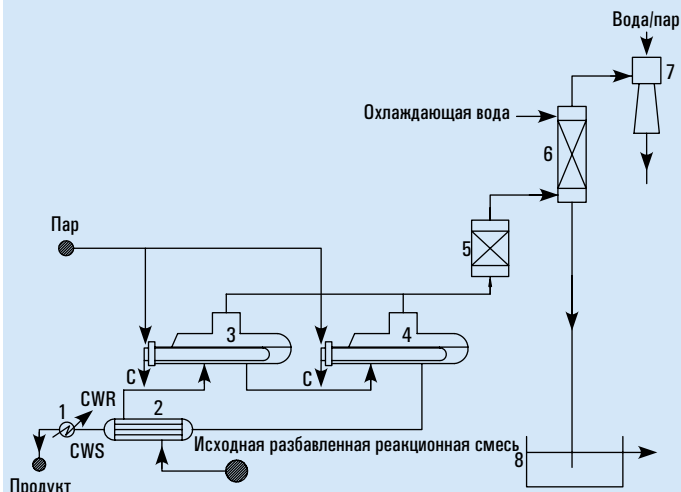 Вода/пар
7
Охлаждающая вода
6
Пар
5
3
4
C
C
CWR
1
2
CWS
Исходная разбавленная реакционная смесь
8
Продукт